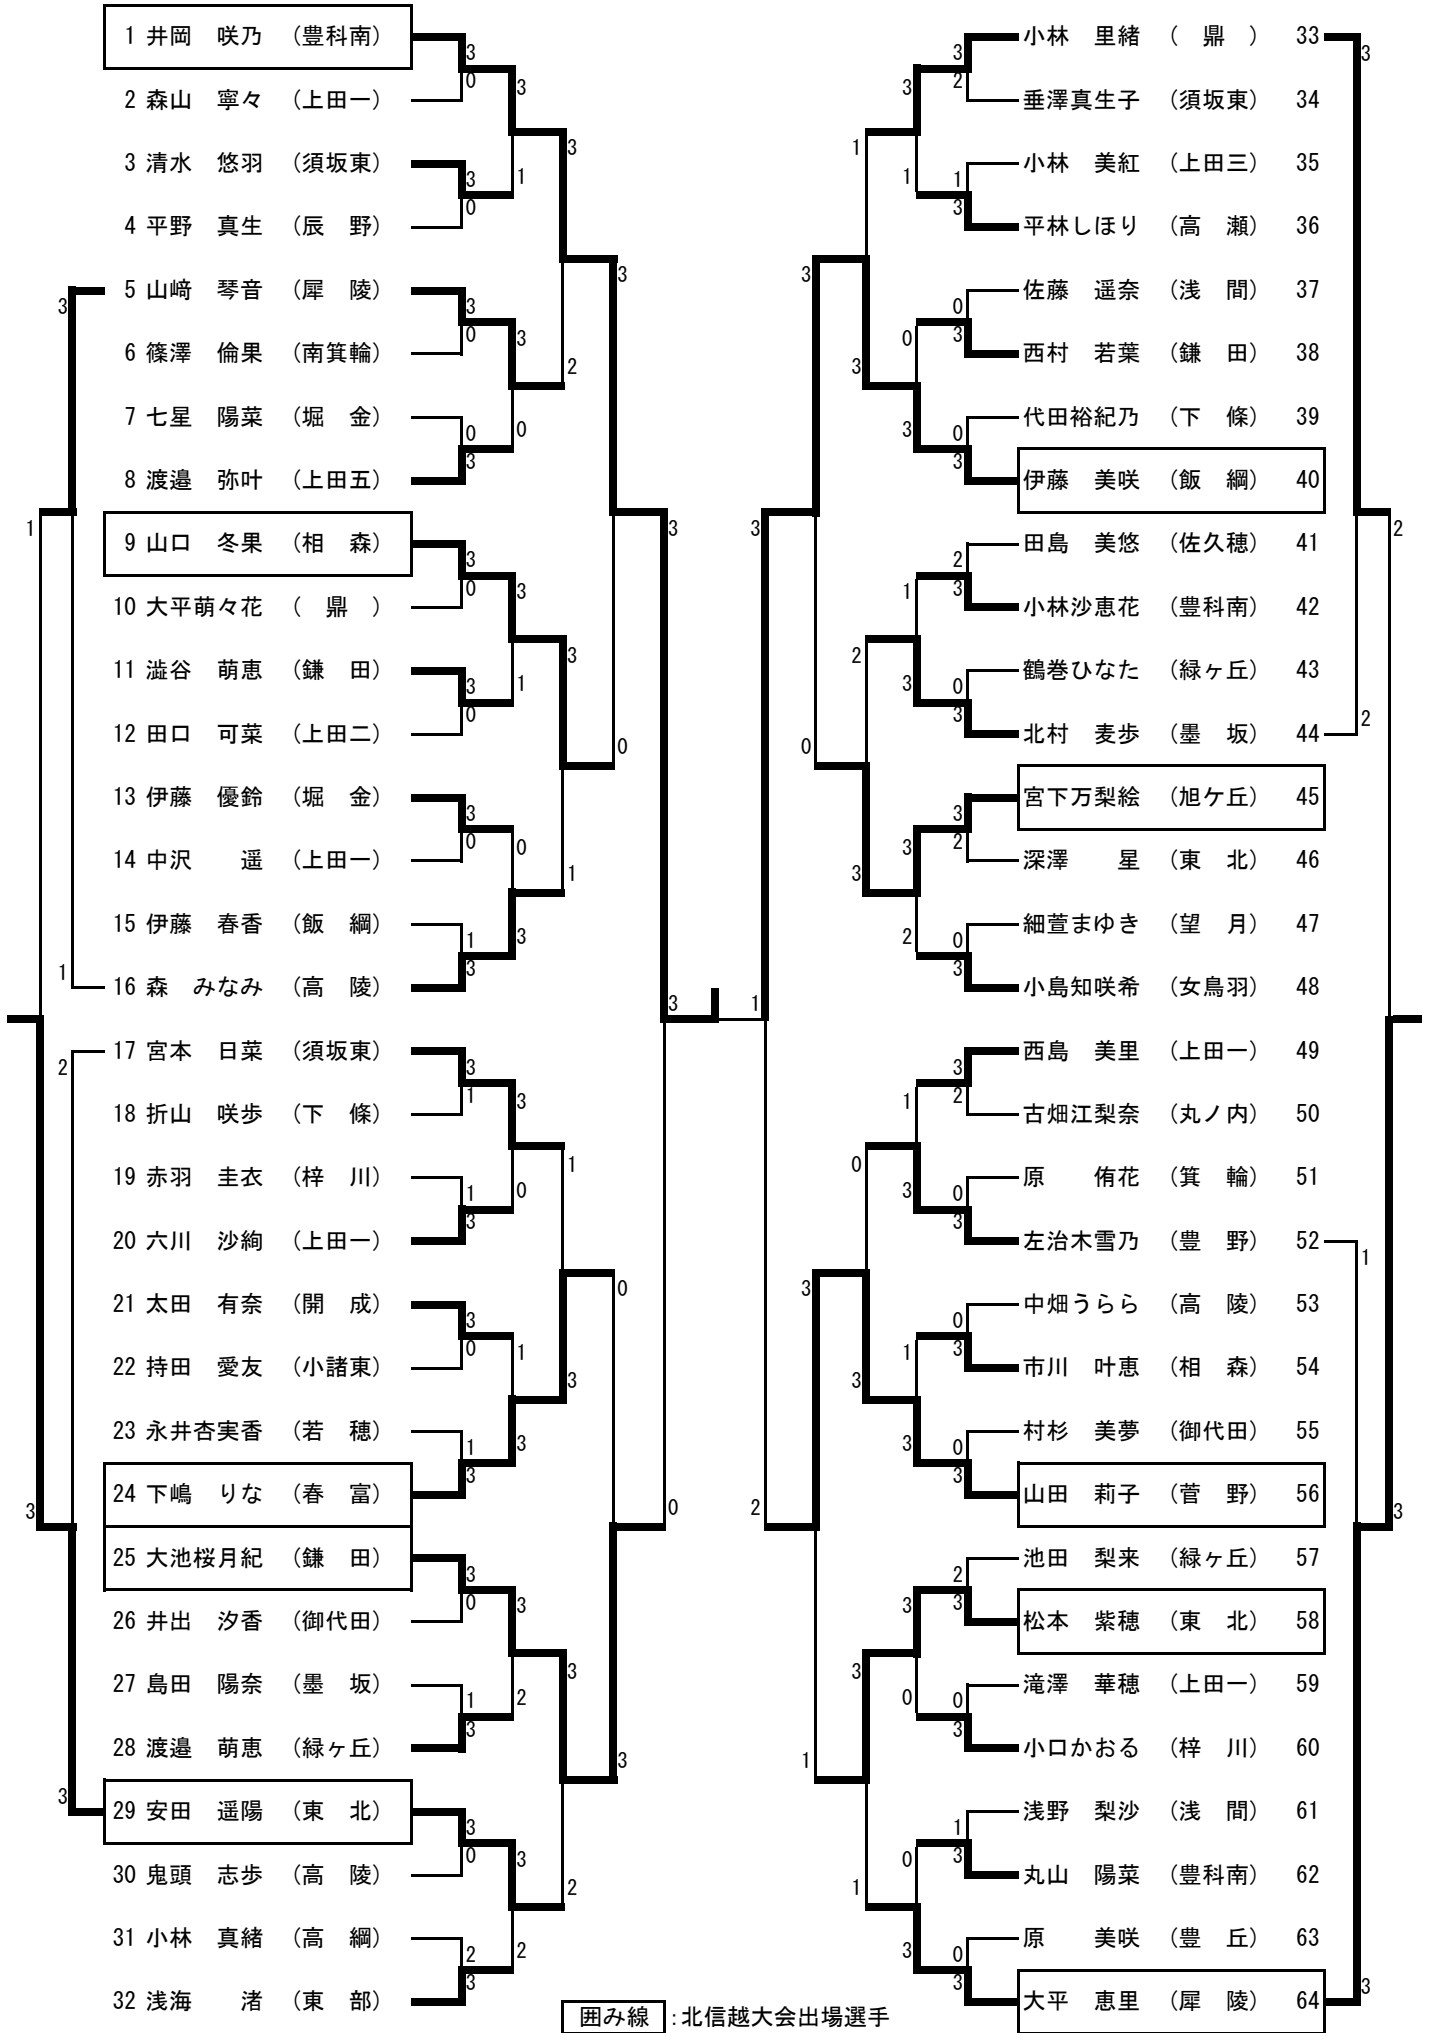 1 井岡　咲乃 （豊科南）
2 森山　寧々 （上田一）
3 清水　悠羽 （須坂東）
4 平野　真生 （辰　野）
5 山﨑　琴音 （犀　陵）
6 篠澤　倫果 （南箕輪）
7 七星　陽菜 （堀　金）
8 渡邉　弥叶 （上田五）
9 山口　冬果 （相　森）
10 大平萌々花 （　鼎　）
11 澁谷　萌恵 （鎌　田）
12 田口　可菜 （上田二）
13 伊藤　優鈴 （堀　金）
14 中沢　　遥 （上田一）
15 伊藤　春香 （飯　綱）
16 森　みなみ （高　陵）
17 宮本　日菜 （須坂東）
18 折山　咲歩 （下　條）
19 赤羽　圭衣 （梓　川）
20 六川　沙絢 （上田一）
21 太田　有奈 （開　成）
22 持田　愛友 （小諸東）
23 永井杏実香 （若　穂）
24 下嶋　りな （春　富）
25 大池桜月紀 （鎌　田）
26 井出　汐香 （御代田）
27 島田　陽奈 （墨　坂）
28 渡邉　萌恵 （緑ヶ丘）
29 安田　遥陽 （東　北）
30 鬼頭　志歩 （高　陵）
31 小林　真緒 （高　綱）
32 浅海　　渚 （東　部）
小林　里緒 （　鼎　） 33
垂澤真生子 （須坂東） 34
小林　美紅 （上田三） 35
平林しほり （高　瀬） 36
佐藤　遥奈 （浅　間） 37
西村　若葉 （鎌　田） 38
代田裕紀乃 （下　條） 39
伊藤　美咲 （飯　綱） 40
田島　美悠 （佐久穂） 41
小林沙恵花 （豊科南） 42
鶴巻ひなた （緑ヶ丘） 43
北村　麦歩 （墨　坂） 44
宮下万梨絵 （旭ケ丘） 45
深澤　　星 （東　北） 46
細萱まゆき （望　月） 47
小島知咲希 （女鳥羽） 48
西島　美里 （上田一） 49
古畑江梨奈 （丸ノ内） 50
原　　侑花 （箕　輪） 51
左治木雪乃 （豊　野） 52
中畑うらら （高　陵） 53
市川　叶恵 （相　森） 54
村杉　美夢 （御代田） 55
山田　莉子 （菅　野） 56
池田　梨来 （緑ヶ丘） 57
松本　紫穂 （東　北） 58
滝澤　華穂 （上田一） 59
小口かおる （梓　川） 60
浅野　梨沙 （浅　間） 61
丸山　陽菜 （豊科南） 62
原　　美咲 （豊　丘） 63
大平　恵里 （犀　陵） 64
囲み線 ：北信越大会出場選手